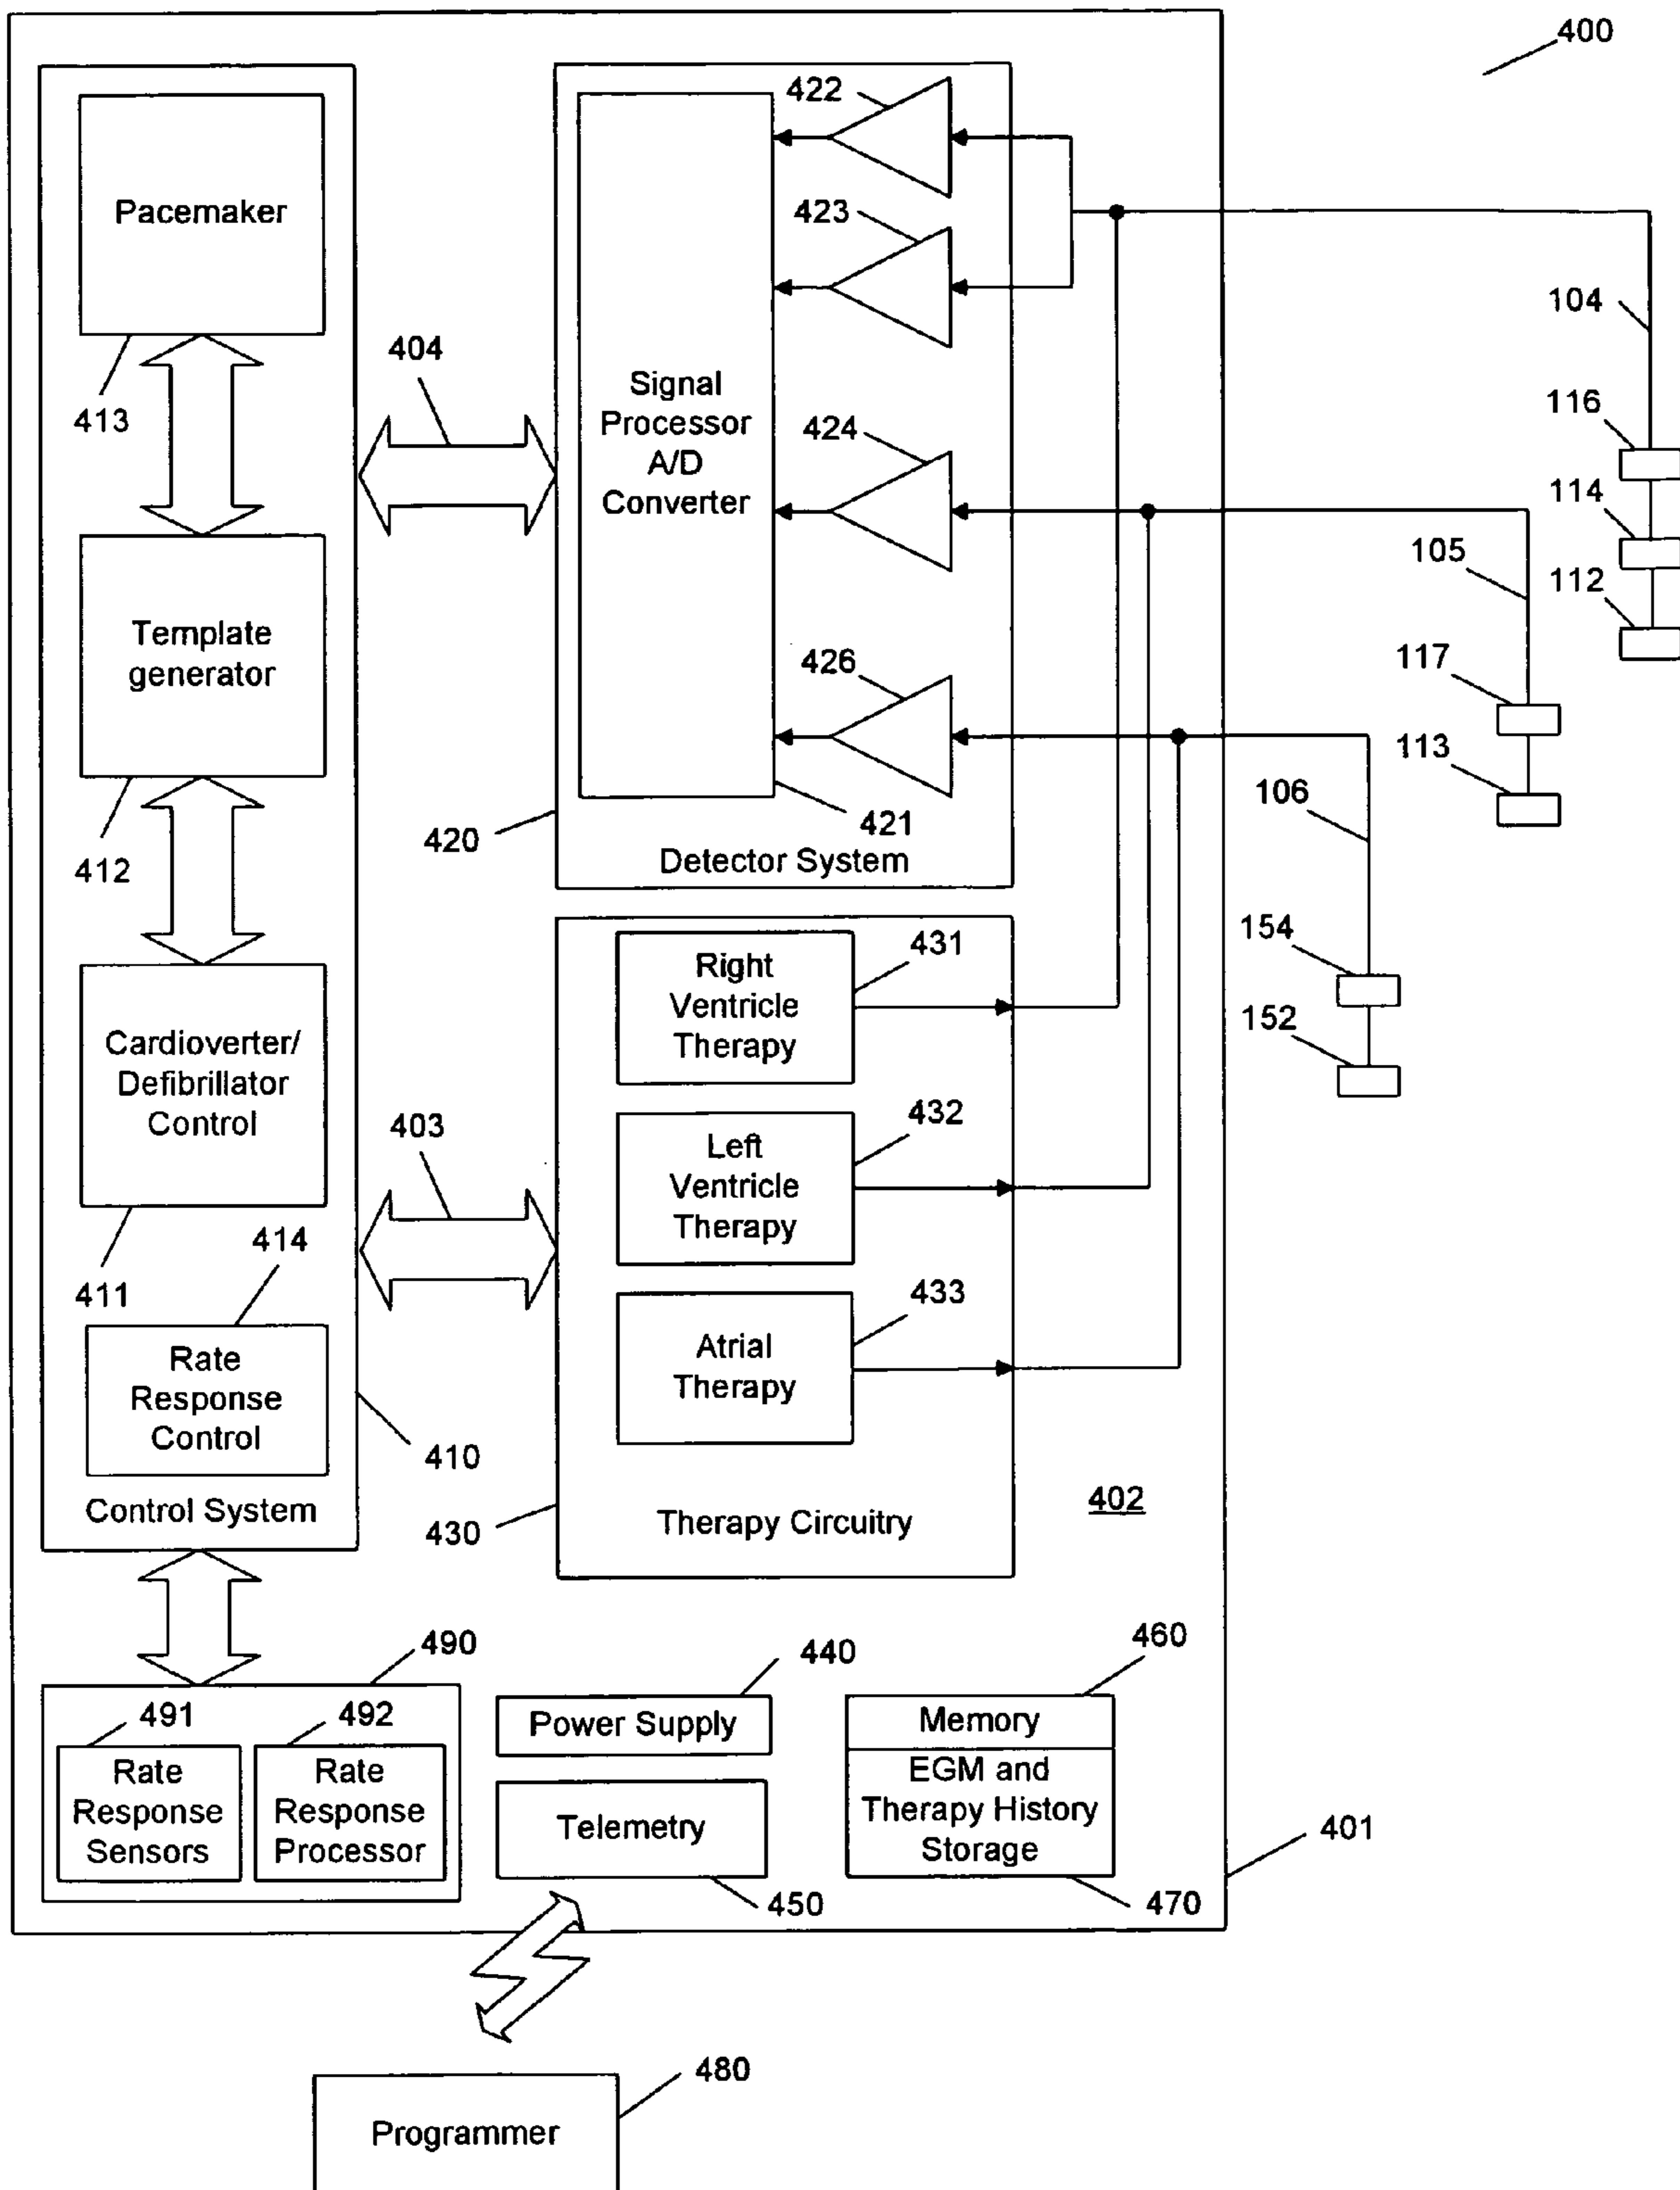 400
422
Pacemaker
423
104
404
413
Signal
Processor
A/D
Converter
424
116
114
105
112
Template
generator
426
117
113
106
412
420
421
Detector System
431
154
Right
Ventricle
Therapy
152
Cardioverter/
Defibrillator
Control
403
432
Left
Ventricle
Therapy
414
411
433
Rate
Response
Control
Atrial
Therapy
410
402
Control System
430
Therapy Circuitry
490
440
460
491
492
Power Supply
Memory
Rate
Response
Sensors
Rate
Response
Processor
EGM and
Therapy History
Storage
Telemetry
401
450
470
480
Programmer